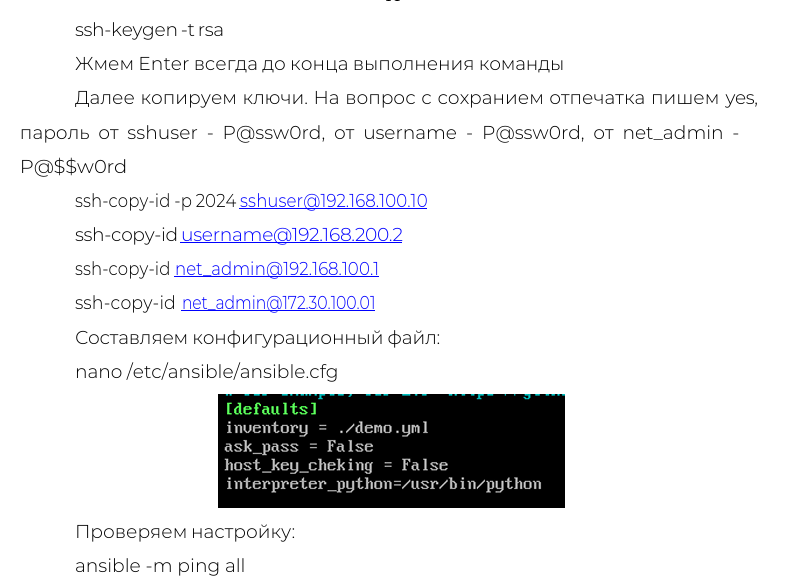 ssh-keygen -t rsa
Жмем Enter всегда до конца выполнения команды
Далее копируем ключи. На вопрос с сохранием отпечатка пишем yes,
пароль от sshuser - P@ssw0rd, от username - P@ssw0rd, от net_admin -
P@$$w0rd
ssh-copy-id -p 2024 sshuser@192.168.100.10
ssh-copy-id username@192.168.200.2
ssh-copy-id net_admin@192.168.100.1
ssh-copy-id net_admin@172.30.100.01
Составляем конфигурационный файл:
nano /etc/ansible/ansible.cfg
[defaults]
inventory = ./demo.yml
ask_pass = False
host_key_cheking = False
interpreter_python=/usr/bin/python
Проверяем настройку:
ansible -m ping all